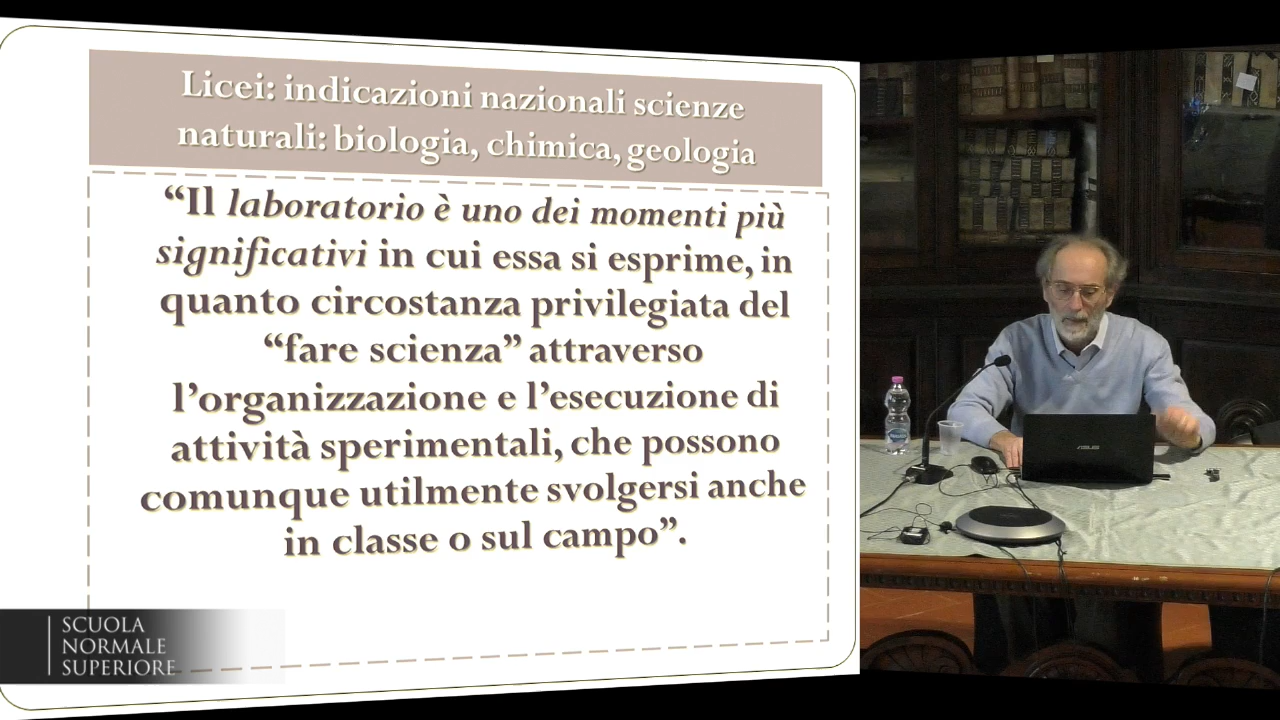 Licei: indicazioni nazionali scienze
naturali: biologia, chimica, geologia
“Il laboratorio è uno dei momenti più
significativi in cui essa si esprime, in
quanto circostanza privilegiata del
“fare scienza” attraverso
l’organizzazione e l’esecuzione di
attività sperimentali, che possono
comunque utilmente svolgersi anche
in classe o sul campo”.
SCUOLA
NORMALE
SUPERIORE
ASUS